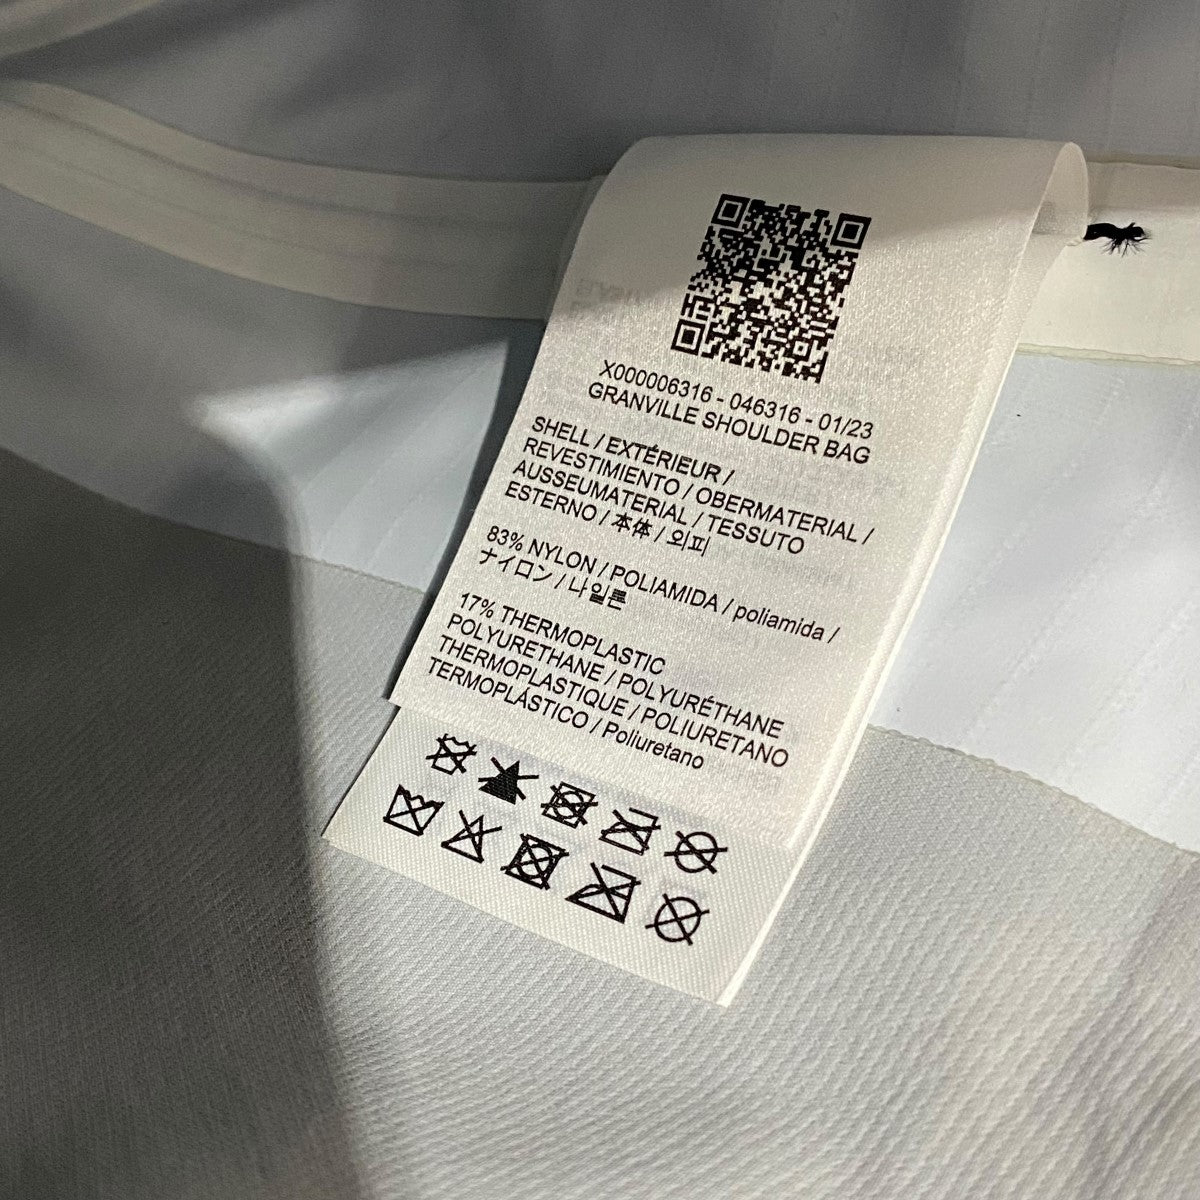 X000006316 - 046316 - 01/23
GRANVILLE SHOULDER BAG
SHELL / EXTÉRIEUR /
REVESTIMIENTO / OBERMATERIAL /
AUSSEUMATERIAL / TESSUTO
ESTERNO / 本体 / 외피
83% NYLON / POLIAMIDA / poliamida /
ナイロン / 나일론
17% THERMOPLASTIC
POLYURETHANE / POLYURÉTHANE
THERMOPLASTIQUE / POLIURETANO
TERMOPLÁSTICO / Poliuretano